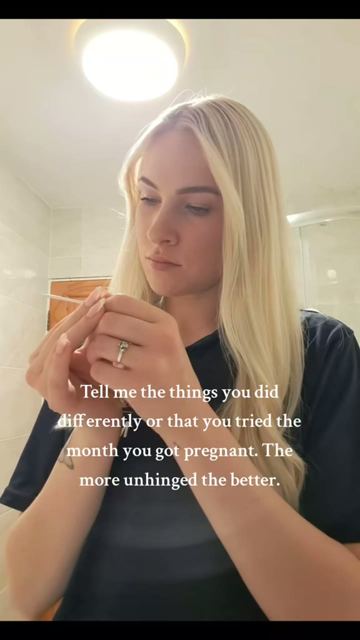 Tell me the things you did
differently or that you tried the
month you got pregnant. The
more unhinged the better.